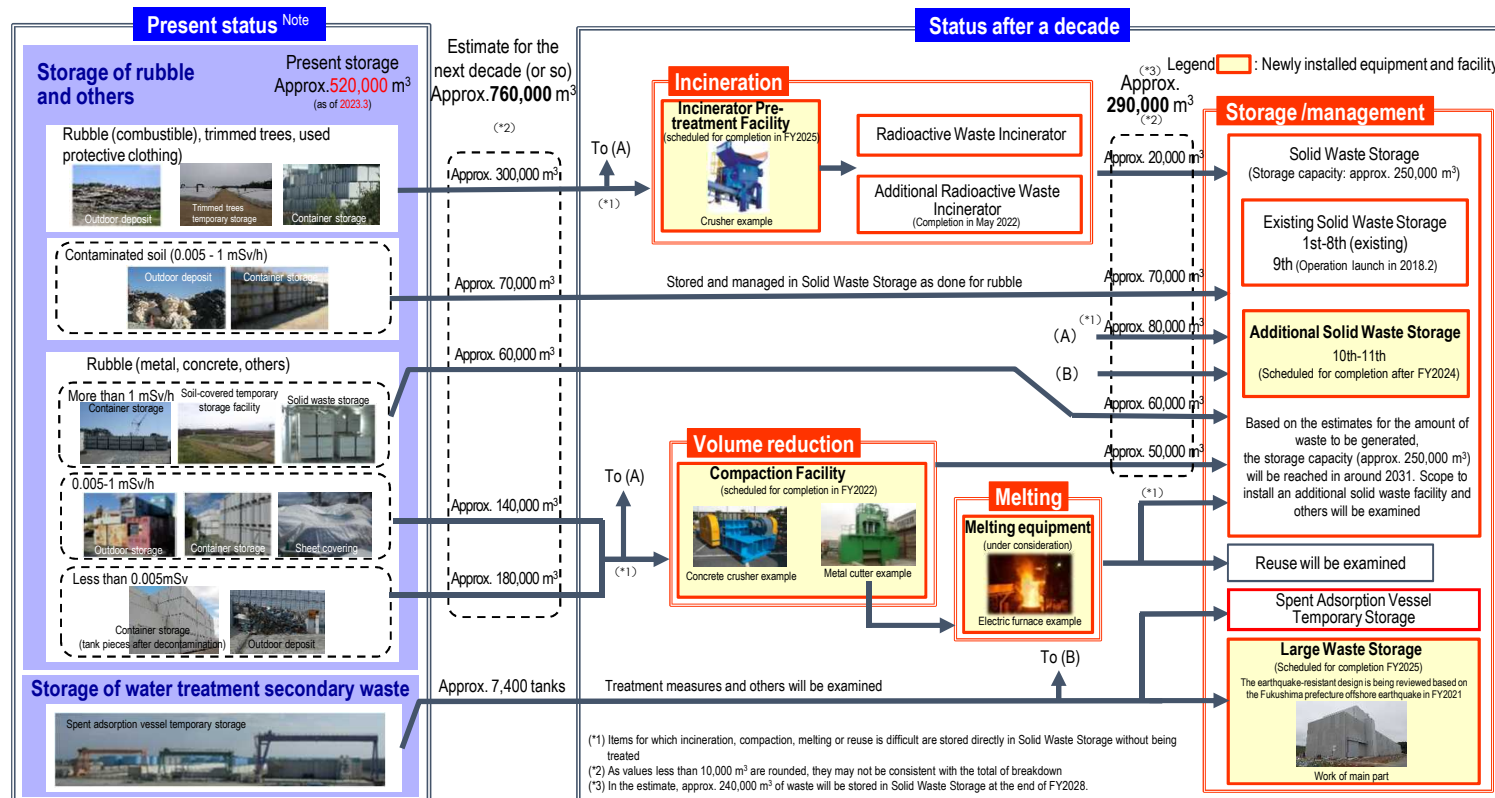 Present status Note
Storage of rubble
and others
Present storage
Approx.520,000 m³
(as of 2023.3)
Rubble (combustible), trimmed trees, used
protective clothing)
Outdoor deposit
Trimmed trees
temporary storage
Container storage
Contaminated soil (0.005 - 1 mSv/h)
Outdoor deposit
Container storage
Rubble (metal, concrete, others)
More than 1 mSv/h
Container storage
Soil-covered temporary
storage facility
Solid waste storage
0.005-1 mSv/h
Outdoor storage
Container storage
Sheet covering
Less than 0.005mSv
Container storage
(tank pieces after decontamination)
Outdoor deposit
Storage of water treatment secondary waste
Spent adsorption vessel temporary storage
Estimate for the
next decade (or so)
Approx.760,000 m³
(*2)
Approx. 300,000 m³
Approx. 70,000 m³
Approx. 60,000 m³
Approx. 140,000 m³
Approx. 180,000 m³
Approx. 7,400 tanks
Status after a decade
Legend : Newly installed equipment and facility
To (A)
(*1)
Incineration
Incinerator Pre-
treatment Facility
(scheduled for completion in FY2025)
Crusher example
Radioactive Waste Incinerator
Additional Radioactive Waste
Incinerator
(Completion in May 2022)
Stored and managed in Solid Waste Storage as done for rubble
To (A)
(*1)
Volume reduction
Compaction Facility
(scheduled for completion in FY2022)
Concrete crusher example
Metal cutter example
Melting
Melting equipment
(under consideration)
Electric furnace example
Treatment measures and others will be examined
To (B)
(*3)
Approx.
290,000 m³
(*2)
Approx. 20,000 m³
Approx. 70,000 m³
(*1)
(A)
Approx. 80,000 m³
(B)
Approx. 60,000 m³
Approx. 50,000 m³
(*1)
Storage /management
Solid Waste Storage
(Storage capacity: approx. 250,000 m³)
Existing Solid Waste Storage
1st-8th (existing)
9th (Operation launch in 2018.2)
Additional Solid Waste Storage
10th-11th
(Scheduled for completion after FY2024)
Based on the estimates for the amount of
waste to be generated,
the storage capacity (approx. 250,000 m³)
will be reached in around 2031. Scope to
install an additional solid waste facility and
others will be examined
Reuse will be examined
Spent Adsorption Vessel
Temporary Storage
Large Waste Storage
(Scheduled for completion FY2025)
The earthquake-resistant design is being reviewed based on
the Fukushima prefecture offshore earthquake in FY2021
Work of main part
(*1) Items for which incineration, compaction, melting or reuse is difficult are stored directly in Solid Waste Storage without being
treated
(*2) As values less than 10,000 m³ are rounded, they may not be consistent with the total of breakdown
(*3) In the estimate, approx. 240,000 m³ of waste will be stored in Solid Waste Storage at the end of FY2028.